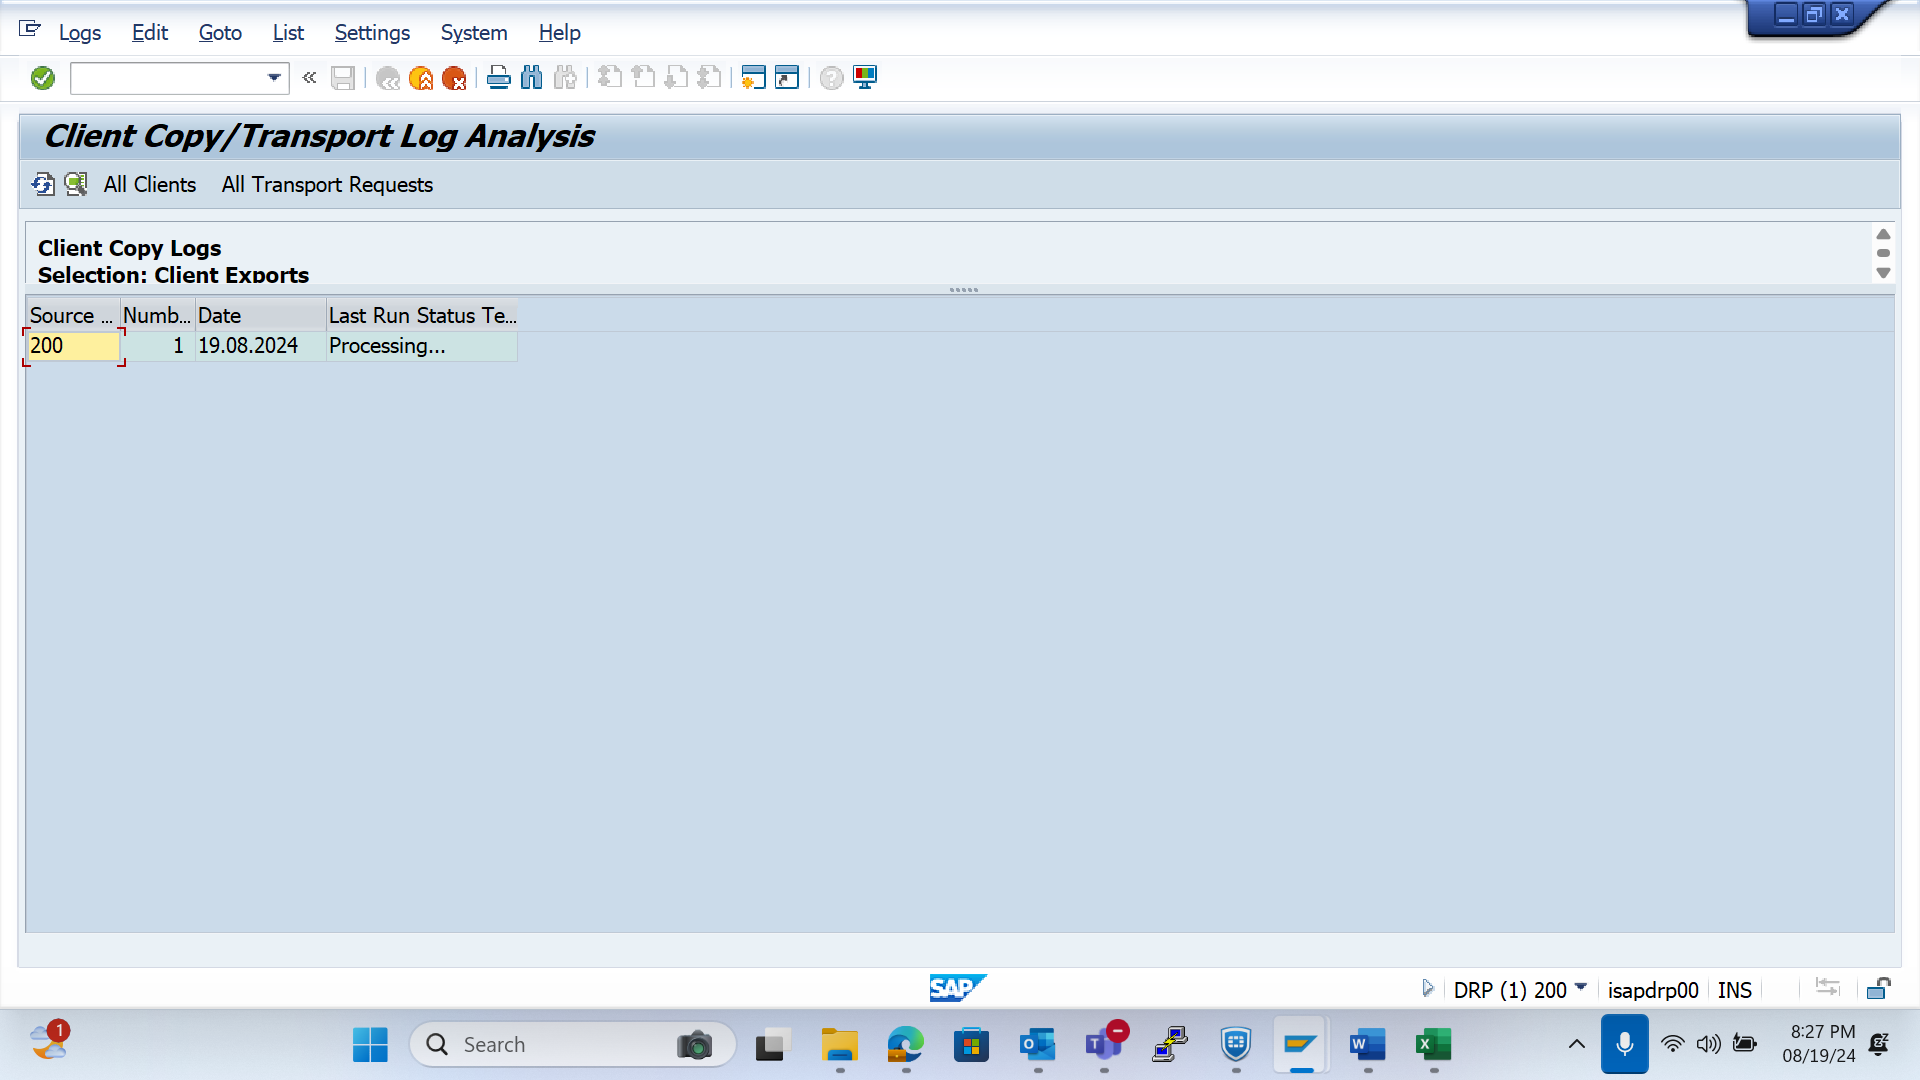 Logs Edit Goto List Settings System Help
Client Copy/Transport Log Analysis
All Clients All Transport Requests
Client Copy Logs
Selection: Client Exports
Source ... Numb... Date Last Run Status Te...
200 1 19.08.2024 Processing...
SAP DRP (1) 200 isapdrp00 INS
1 Search 8:27 PM
08/19/24